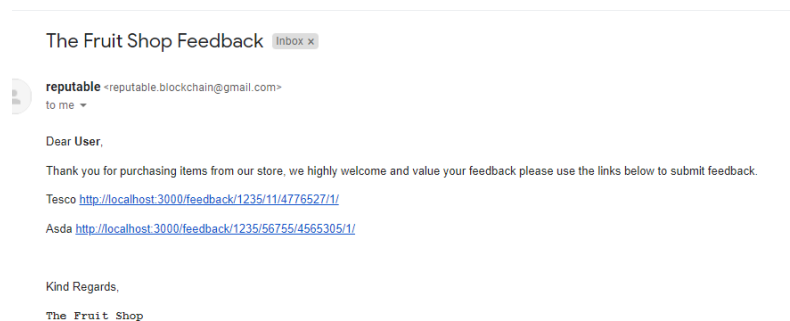 The Fruit Shop Feedback Inbox x
reputable <reputable.blockchain@gmail.com>
to me
Dear User,
Thank you for purchasing items from our store, we highly welcome and value your feedback please use the links below to submit feedback.
Tesco http://localhost:3000/feedback/1235/11/4776527/1/
Asda http://localhost:3000/feedback/1235/56755/4565305/1/
Kind Regards,
The Fruit Shop